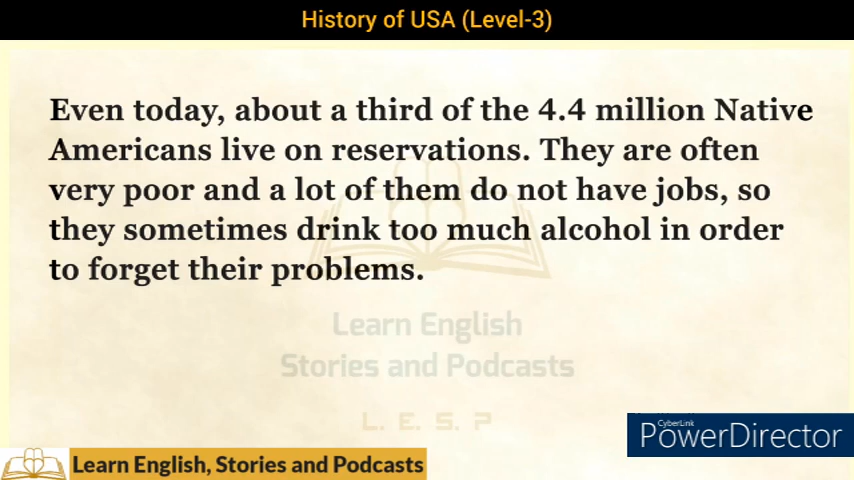 History of USA (Level-3)
Even today, about a third of the 4.4 million Native
Americans live on reservations. They are often
very poor and a lot of them do not have jobs, so
they sometimes drink too much alcohol in order
to forget their problems.
Learn English
Stories and Podcasts
L. E. S. P
CyberLink
PowerDirector
Learn English, Stories and Podcasts